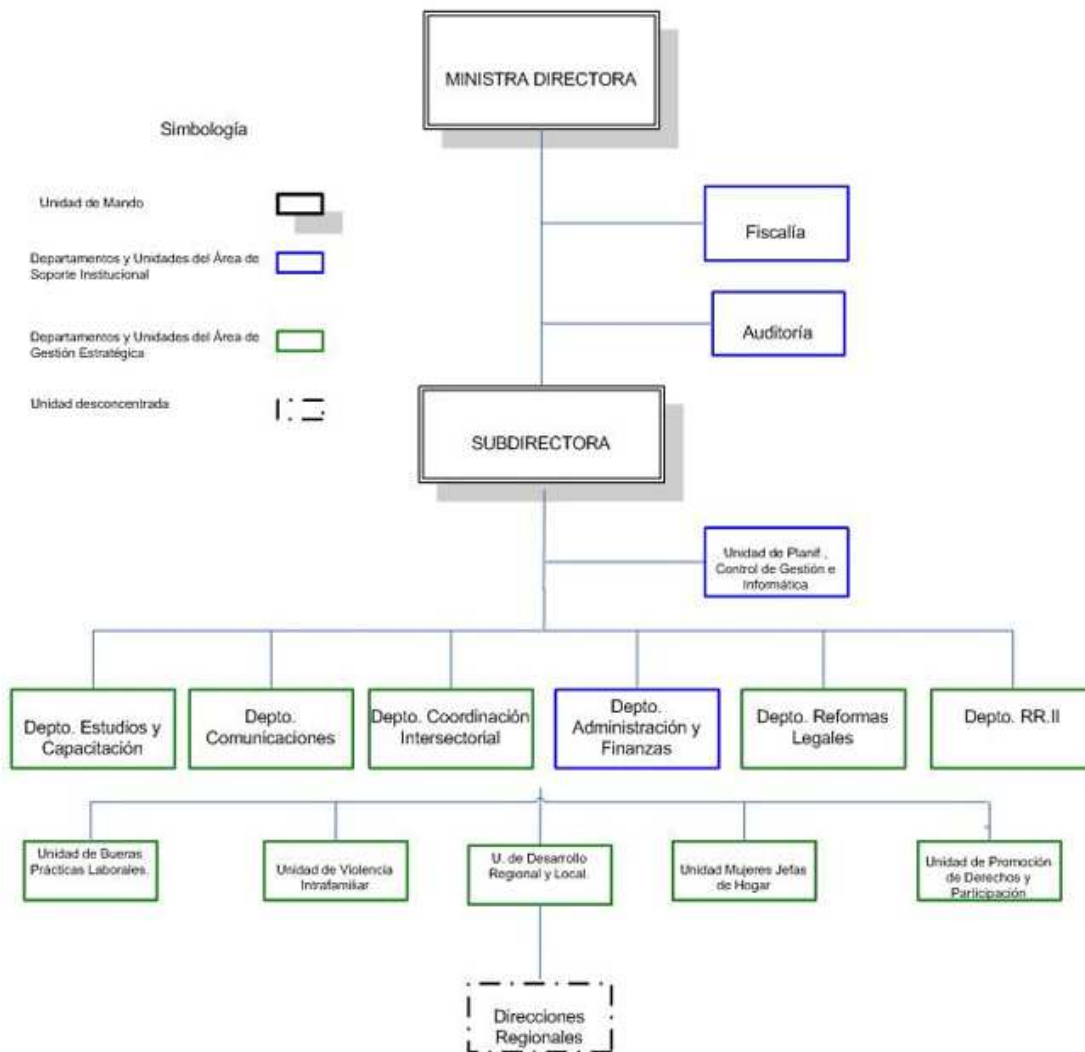 MINISTRA DIRECTORA
Simbología
Unidad de Mando
Departamentos y Unidades del Área de
Soporte Institucional
Departamentos y Unidades del Área de
Gestión Estratégica
Unidad desconcentrada
Fiscalía
Auditoría
SUBDIRECTORA
Unidad de Planif ,
Control de Gestión e
Informática
Depto. Estudios y
Capacitación
Depto.
Comunicaciones
Depto. Coordinación
Intersectorial
Depto.
Administración y
Finanzas
Depto. Reformas
Legales
Depto. RR.II
Unidad de Bueras
Prácticas Laborales.
Unidad de Violencia
Intrafamiliar
U. de Desarrollo
Regional y Local.
Unidad Mujeres Jefas
de Hogar
Unidad de Promoción
de Derechos y
Participación
Direcciones
Regionales